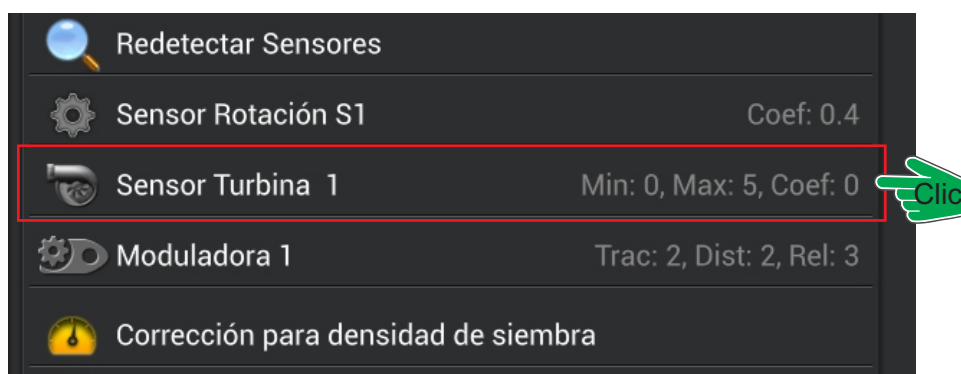 Redetectar Sensores
Sensor Rotación S1 Coef: 0.4
Sensor Turbina 1 Min: 0, Max: 5, Coef: 0
Clic
Moduladora 1 Trac: 2, Dist: 2, Rel: 3
Corrección para densidad de siembra